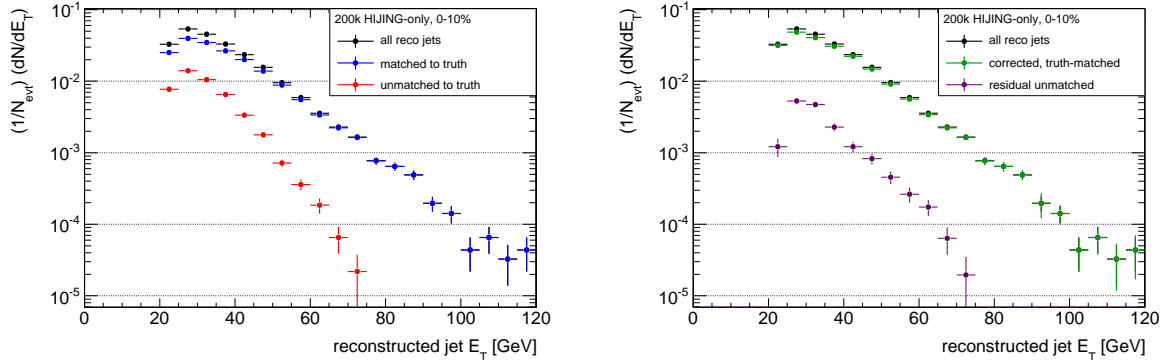 (1/N_evt) (dN/dE_T)
200k HIJING-only, 0-10%
all reco jets
matched to truth
unmatched to truth
10^-1
10^-2
10^-3
10^-4
10^-5
0 20 40 60 80 100 120
reconstructed jet E_T [GeV]
(1/N_evt) (dN/dE_T)
200k HIJING-only, 0-10%
all reco jets
corrected, truth-matched
residual unmatched
10^-1
10^-2
10^-3
10^-4
10^-5
0 20 40 60 80 100 120
reconstructed jet E_T [GeV]